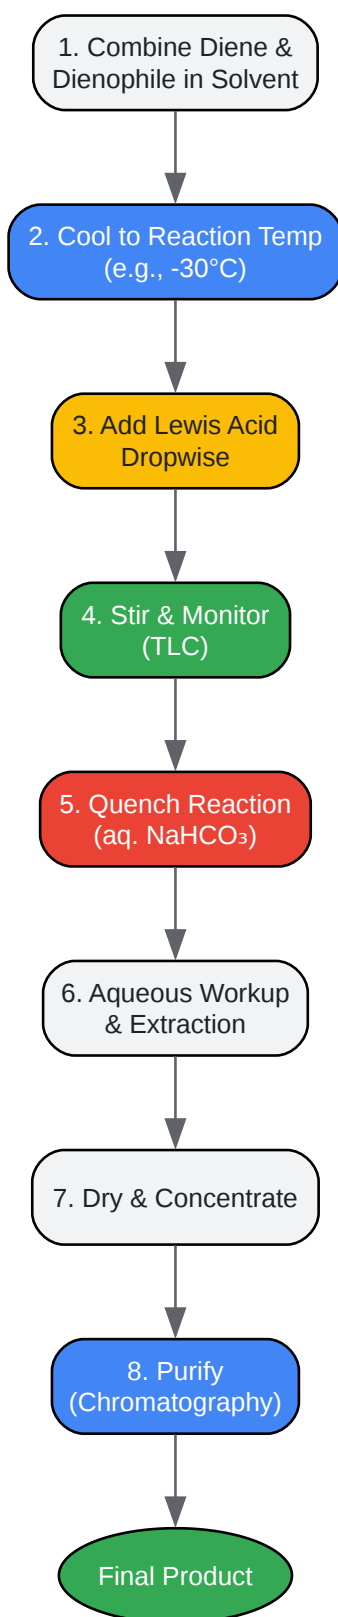 1. Combine Diene &
Dienophile in Solvent
2. Cool to Reaction Temp
(e.g., -30°C)
3. Add Lewis Acid
Dropwise
4. Stir & Monitor
(TLC)
5. Quench Reaction
(aq. NaHCO₃)
6. Aqueous Workup
& Extraction
7. Dry & Concentrate
8. Purify
(Chromatography)
Final Product